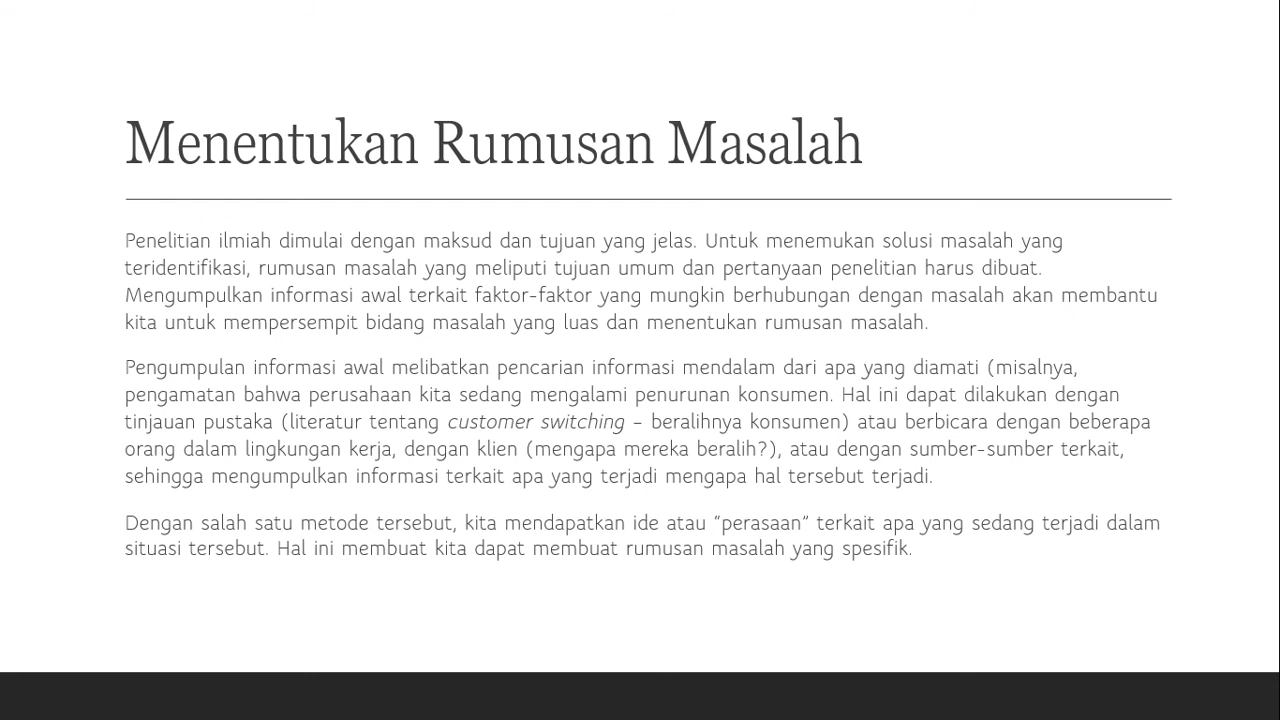 Menentukan Rumusan Masalah
Penelitian ilmiah dimulai dengan maksud dan tujuan yang jelas. Untuk menemukan solusi masalah yang
teridentifikasi, rumusan masalah yang meliputi tujuan umum dan pertanyaan penelitian harus dibuat.
Mengumpulkan informasi awal terkait faktor-faktor yang mungkin berhubungan dengan masalah akan membantu
kita untuk mempersempit bidang masalah yang luas dan menentukan rumusan masalah.
Pengumpulan informasi awal melibatkan pencarian informasi mendalam dari apa yang diamati (misalnya,
pengamatan bahwa perusahaan kita sedang mengalami penurunan konsumen. Hal ini dapat dilakukan dengan
tinjauan pustaka (literatur tentang customer switching – beralihnya konsumen) atau berbicara dengan beberapa
orang dalam lingkungan kerja, dengan klien (mengapa mereka beralih?), atau dengan sumber-sumber terkait,
sehingga mengumpulkan informasi terkait apa yang terjadi mengapa hal tersebut terjadi.
Dengan salah satu metode tersebut, kita mendapatkan ide atau “perasaan” terkait apa yang sedang terjadi dalam
situasi tersebut. Hal ini membuat kita dapat membuat rumusan masalah yang spesifik.